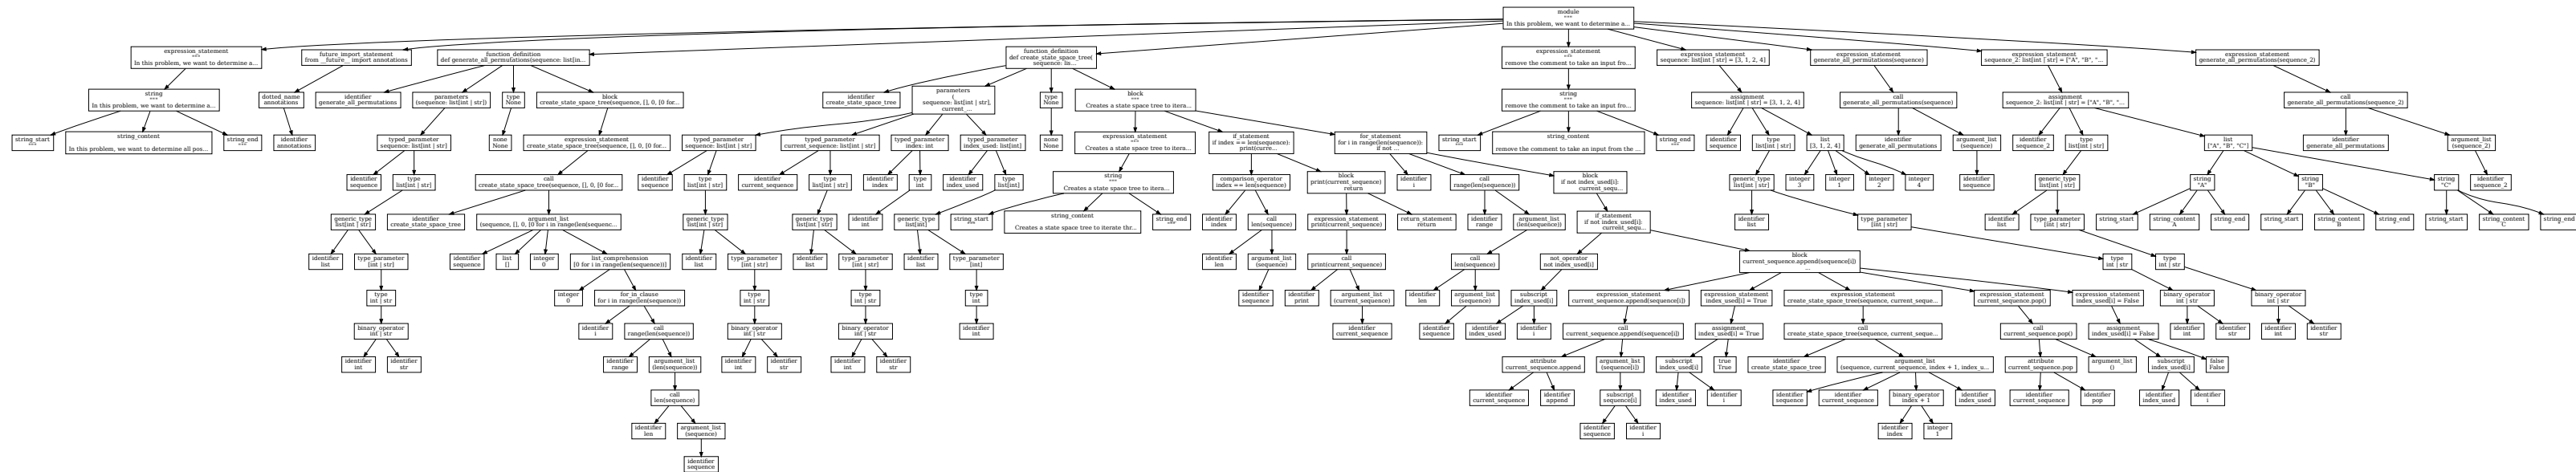 module
"""
In this problem, we want to determine a...
expression_statement
"""
In this problem, we want to determine a...
future_import_statement
from __future__ import annotations
function_definition
def generate_all_permutations(sequence: list[in...
function_definition
def create_state_space_tree(
sequence: lis...
expression_statement
"""
remove the comment to take an input fro...
expression_statement
sequence: list[int | str] = [3, 1, 2, 4]
expression_statement
generate_all_permutations(sequence)
expression_statement
sequence_2: list[int | str] = ["A", "B", "...
expression_statement
generate_all_permutations(sequence_2)
string
"""
In this problem, we want to determine a...
dotted_name
annotations
identifier
generate_all_permutations
parameters
(sequence: list[int | str])
type
None
block
create_state_space_tree(sequence, [], 0, [0 for...
identifier
create_state_space_tree
parameters
(
sequence: list[int | str],
current_...
type
None
block
"""
Creates a state space tree to itera...
string
"""
remove the comment to take an input fro...
assignment
sequence: list[int | str] = [3, 1, 2, 4]
call
generate_all_permutations(sequence)
assignment
sequence_2: list[int | str] = ["A", "B", "...
call
generate_all_permutations(sequence_2)
string_start
"""
string_content
In this problem, we want to determine all pos...
string_end
"""
identifier
annotations
typed_parameter
sequence: list[int | str]
none
None
expression_statement
create_state_space_tree(sequence, [], 0, [0 for...
typed_parameter
sequence: list[int | str]
typed_parameter
current_sequence: list[int | str]
typed_parameter
index: int
typed_parameter
index_used: list[int]
none
None
expression_statement
"""
Creates a state space tree to itera...
if_statement
if index == len(sequence):
print(curre...
for_statement
for i in range(len(sequence)):
if not ...
string_start
"""
string_content
remove the comment to take an input from the ...
string_end
"""
identifier
sequence
type
list[int | str]
list
[3, 1, 2, 4]
identifier
generate_all_permutations
argument_list
(sequence)
identifier
sequence_2
type
list[int | str]
list
["A", "B", "C"]
identifier
generate_all_permutations
argument_list
(sequence_2)
identifier
sequence
type
list[int | str]
call
create_state_space_tree(sequence, [], 0, [0 for...
identifier
sequence
type
list[int | str]
identifier
current_sequence
type
list[int | str]
identifier
index
type
int
identifier
index_used
type
list[int]
string
"""
Creates a state space tree to itera...
comparison_operator
index == len(sequence)
block
print(current_sequence)
return
identifier
i
call
range(len(sequence))
block
if not index_used[i]:
current_sequ...
generic_type
list[int | str]
integer
3
integer
1
integer
2
integer
4
identifier
sequence
generic_type
list[int | str]
string
"A"
string
"B"
string
"C"
identifier
sequence_2
generic_type
list[int | str]
identifier
create_state_space_tree
argument_list
(sequence, [], 0, [0 for i in range(len(sequenc...
generic_type
list[int | str]
generic_type
list[int | str]
identifier
int
generic_type
list[int]
string_start
"""
string_content
Creates a state space tree to iterate thr...
string_end
"""
identifier
index
call
len(sequence)
expression_statement
print(current_sequence)
return_statement
return
identifier
range
argument_list
(len(sequence))
if_statement
if not index_used[i]:
current_sequ...
identifier
list
type_parameter
[int | str]
identifier
list
type_parameter
[int | str]
string_start
"
string_content
A
string_end
"
string_start
"
string_content
B
string_end
"
string_start
"
string_content
C
string_end
"
identifier
list
type_parameter
[int | str]
identifier
sequence
list
[]
integer
0
list_comprehension
[0 for i in range(len(sequence))]
identifier
list
type_parameter
[int | str]
identifier
list
type_parameter
[int | str]
identifier
list
type_parameter
[int]
identifier
len
argument_list
(sequence)
call
print(current_sequence)
call
len(sequence)
not_operator
not index_used[i]
block
current_sequence.append(sequence[i])
...
type
int | str
type
int | str
type
int | str
integer
0
for_in_clause
for i in range(len(sequence))
type
int | str
type
int | str
type
int
identifier
sequence
identifier
print
argument_list
(current_sequence)
identifier
len
argument_list
(sequence)
subscript
index_used[i]
expression_statement
current_sequence.append(sequence[i])
expression_statement
index_used[i] = True
expression_statement
create_state_space_tree(sequence, current_seque...
expression_statement
current_sequence.pop()
expression_statement
index_used[i] = False
binary_operator
int | str
binary_operator
int | str
binary_operator
int | str
identifier
i
call
range(len(sequence))
binary_operator
int | str
binary_operator
int | str
identifier
int
identifier
current_sequence
identifier
sequence
identifier
index_used
identifier
i
call
current_sequence.append(sequence[i])
assignment
index_used[i] = True
call
create_state_space_tree(sequence, current_seque...
call
current_sequence.pop()
assignment
index_used[i] = False
identifier
int
identifier
str
identifier
int
identifier
str
identifier
int
identifier
str
identifier
range
argument_list
(len(sequence))
identifier
int
identifier
str
identifier
int
identifier
str
attribute
current_sequence.append
argument_list
(sequence[i])
subscript
index_used[i]
true
True
identifier
create_state_space_tree
argument_list
(sequence, current_sequence, index + 1, index_u...
attribute
current_sequence.pop
argument_list
()
subscript
index_used[i]
false
False
call
len(sequence)
identifier
current_sequence
identifier
append
subscript
sequence[i]
identifier
index_used
identifier
i
identifier
sequence
identifier
current_sequence
binary_operator
index + 1
identifier
index_used
identifier
current_sequence
identifier
pop
identifier
index_used
identifier
i
identifier
len
argument_list
(sequence)
identifier
sequence
identifier
i
identifier
index
integer
1
identifier
sequence